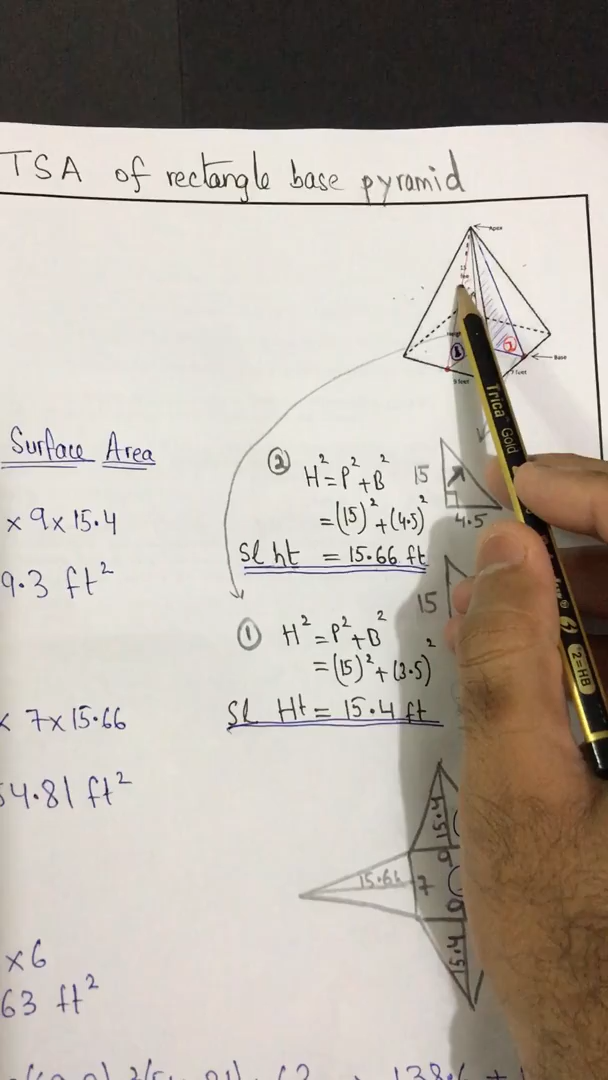 TSA of rectangle base pyramid
Apex
Base
9 feet
7 feet
Surface Area
x 9 x 15.4
9.3 ft²
② H² = P² + B²
= (15)² + (4.5)²
Sl ht = 15.66 ft
15
4.5
① H² = P² + B²
= (15)² + (3.5)²
Sl Ht = 15.4 ft
15
x 7 x 15.66
54.81 ft²
15.4
9
15.66
7
9
15.4
x 6
63 ft²
Trica Gold
2=HB